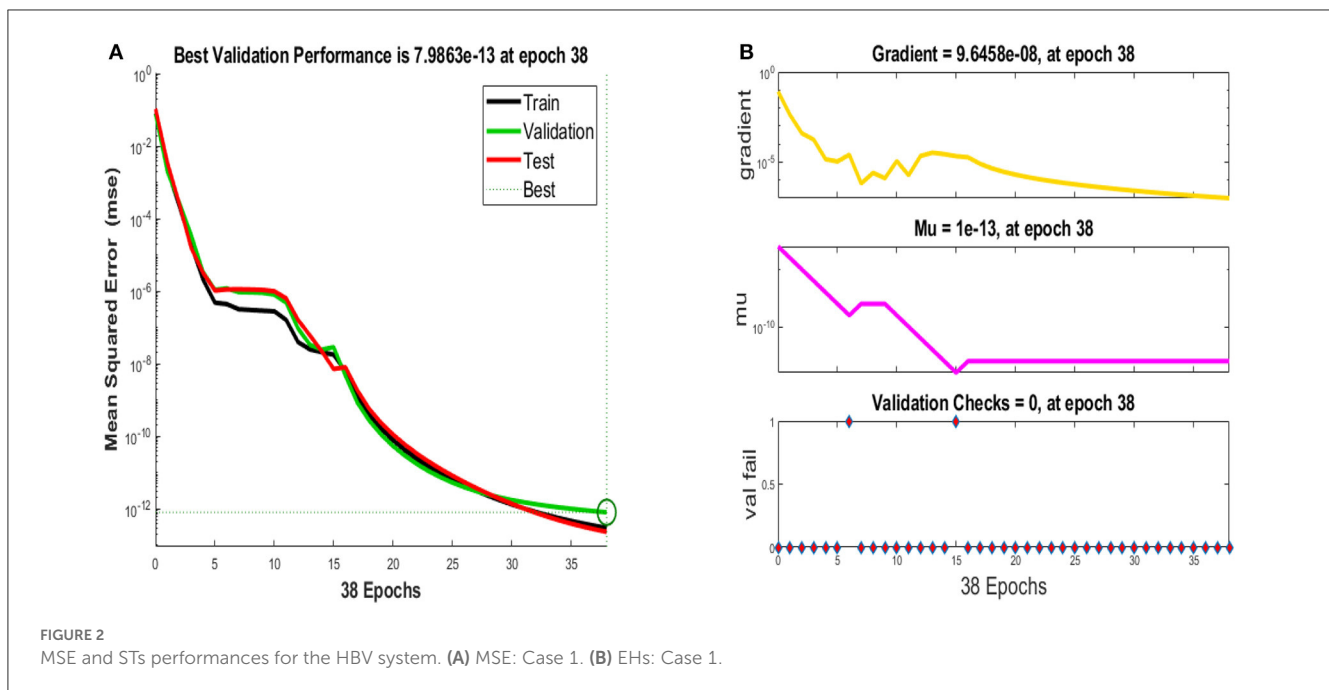 A
Best Validation Performance is 7.9863e-13 at epoch 38
Mean Squared Error (mse)
10^0
10^-2
10^-4
10^-6
10^-8
10^-10
10^-12
Train
Validation
Test
Best
0 5 10 15 20 25 30 35
38 Epochs
B
Gradient = 9.6458e-08, at epoch 38
gradient
10^0
10^-5
Mu = 1e-13, at epoch 38
mu
10^-10
Validation Checks = 0, at epoch 38
val fail
1
0.5
0
0 5 10 15 20 25 30 35
38 Epochs
FIGURE 2
MSE and STs performances for the HBV system. (A) MSE: Case 1. (B) EHs: Case 1.